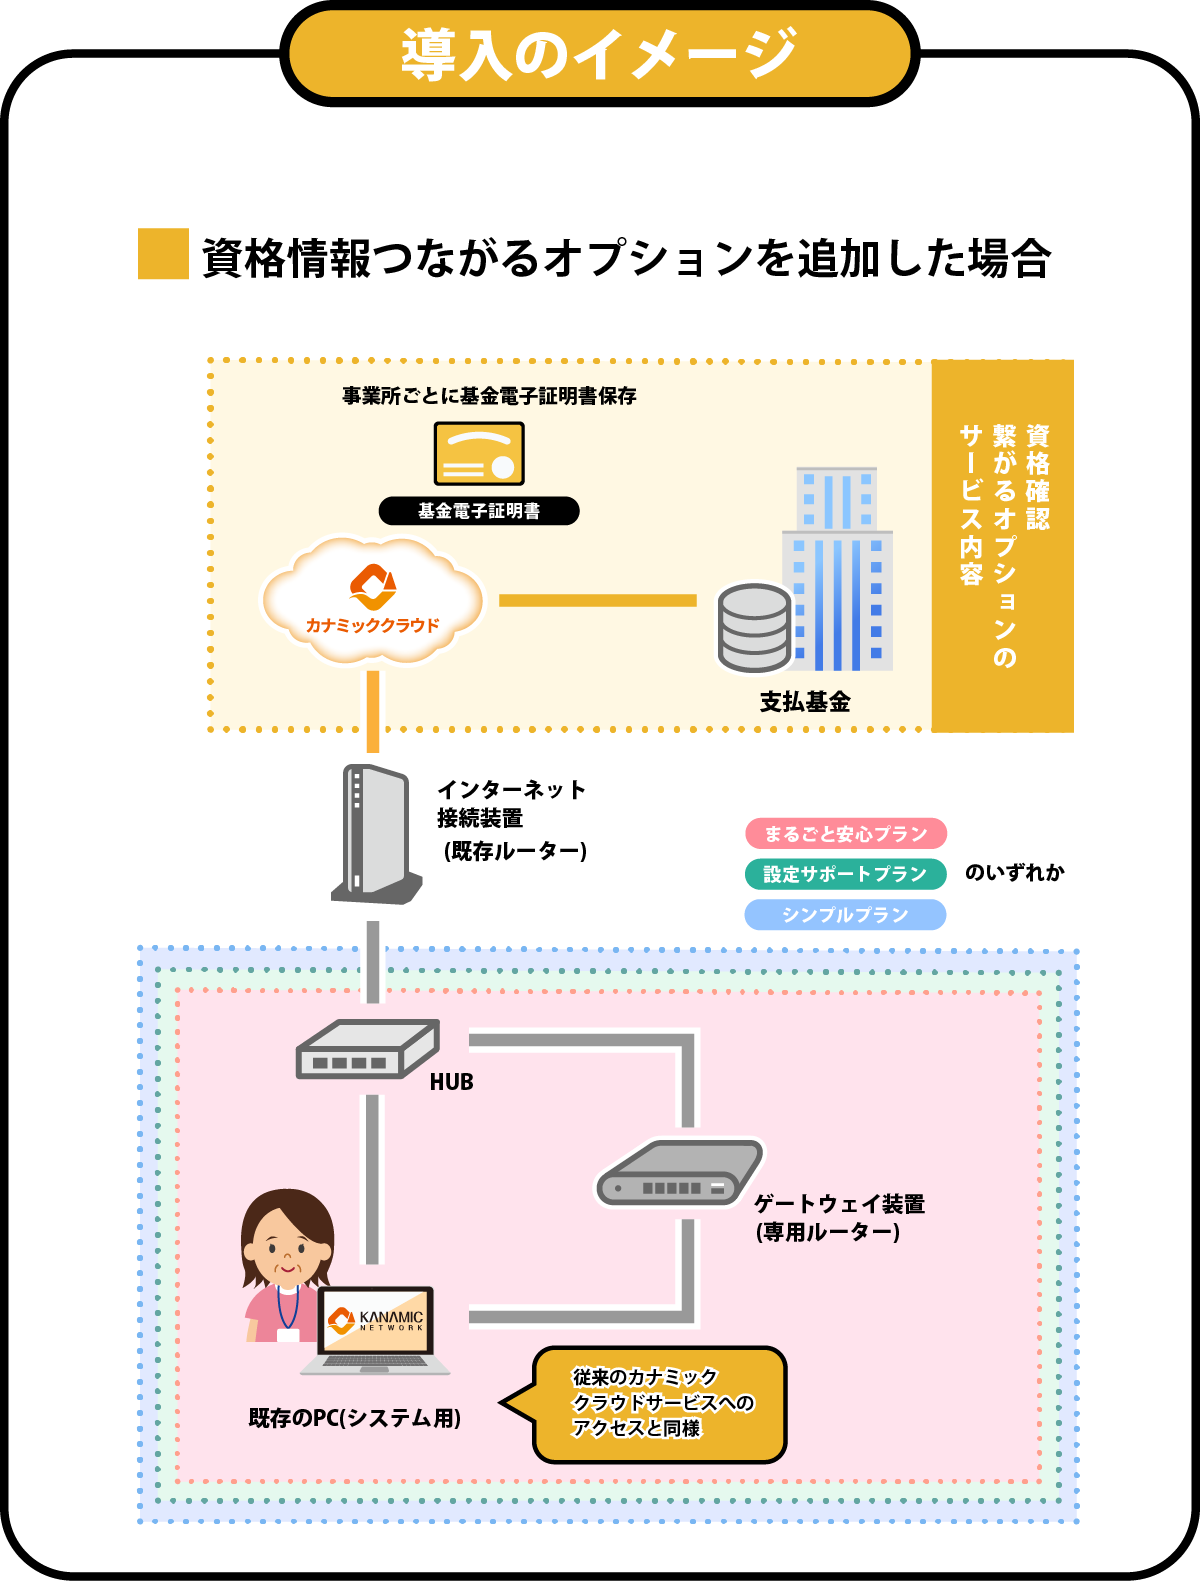 導入のイメージ
資格情報つながるオプションを追加した場合
事業所ごとに基金電子証明書保存
基金電子証明書
カナミッククラウド
支払基金
資格確認
繋がるオプションの
サービス内容
インターネット
接続装置
(既存ルーター)
まるごと安心プラン
設定サポートプラン
シンプルプラン
のいずれか
HUB
ゲートウェイ装置
(専用ルーター)
KANAMIC
NETWORK
既存のPC(システム用)
従来のカナミック
クラウドサービスへの
アクセスと同様